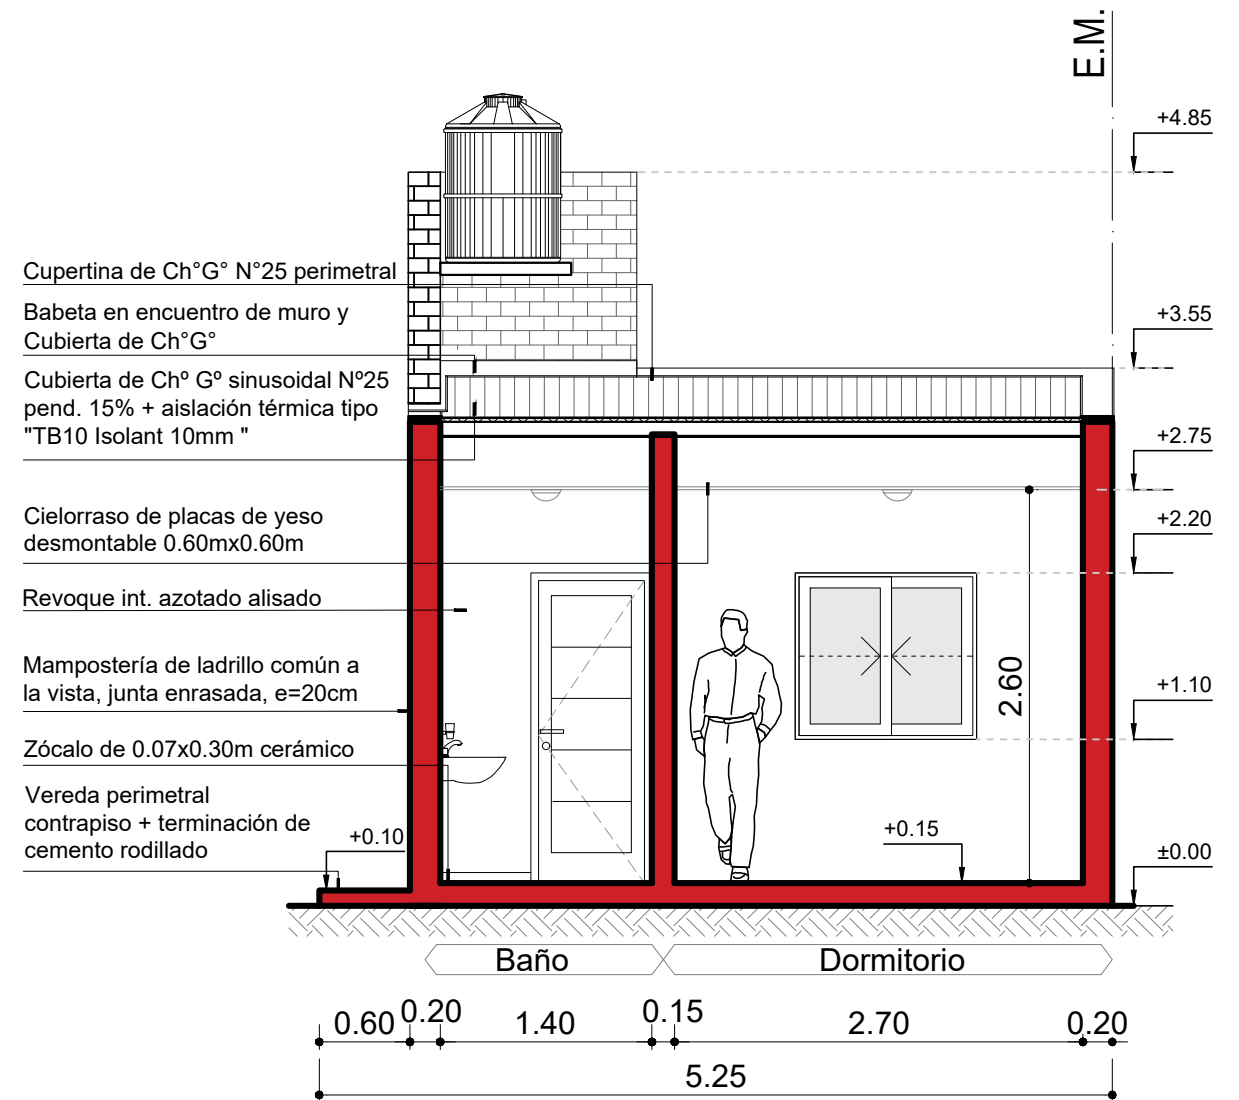 E.M.
+4.85
Cupertina de Ch°G° N°25 perimetral
Babeta en encuentro de muro y
Cubierta de Ch°G°
+3.55
Cubierta de Chº Gº sinusoidal Nº25
pend. 15% + aislación térmica tipo
"TB10 Isolant 10mm "
+2.75
Cielorraso de placas de yeso
desmontable 0.60mx0.60m
+2.20
Revoque int. azotado alisado
Mampostería de ladrillo común a
la vista, junta enrasada, e=20cm
2.60
+1.10
Zócalo de 0.07x0.30m cerámico
Vereda perimetral
contrapiso + terminación de
cemento rodillado
+0.10
+0.15
±0.00
Baño
Dormitorio
0.60
0.20
1.40
0.15
2.70
0.20
5.25